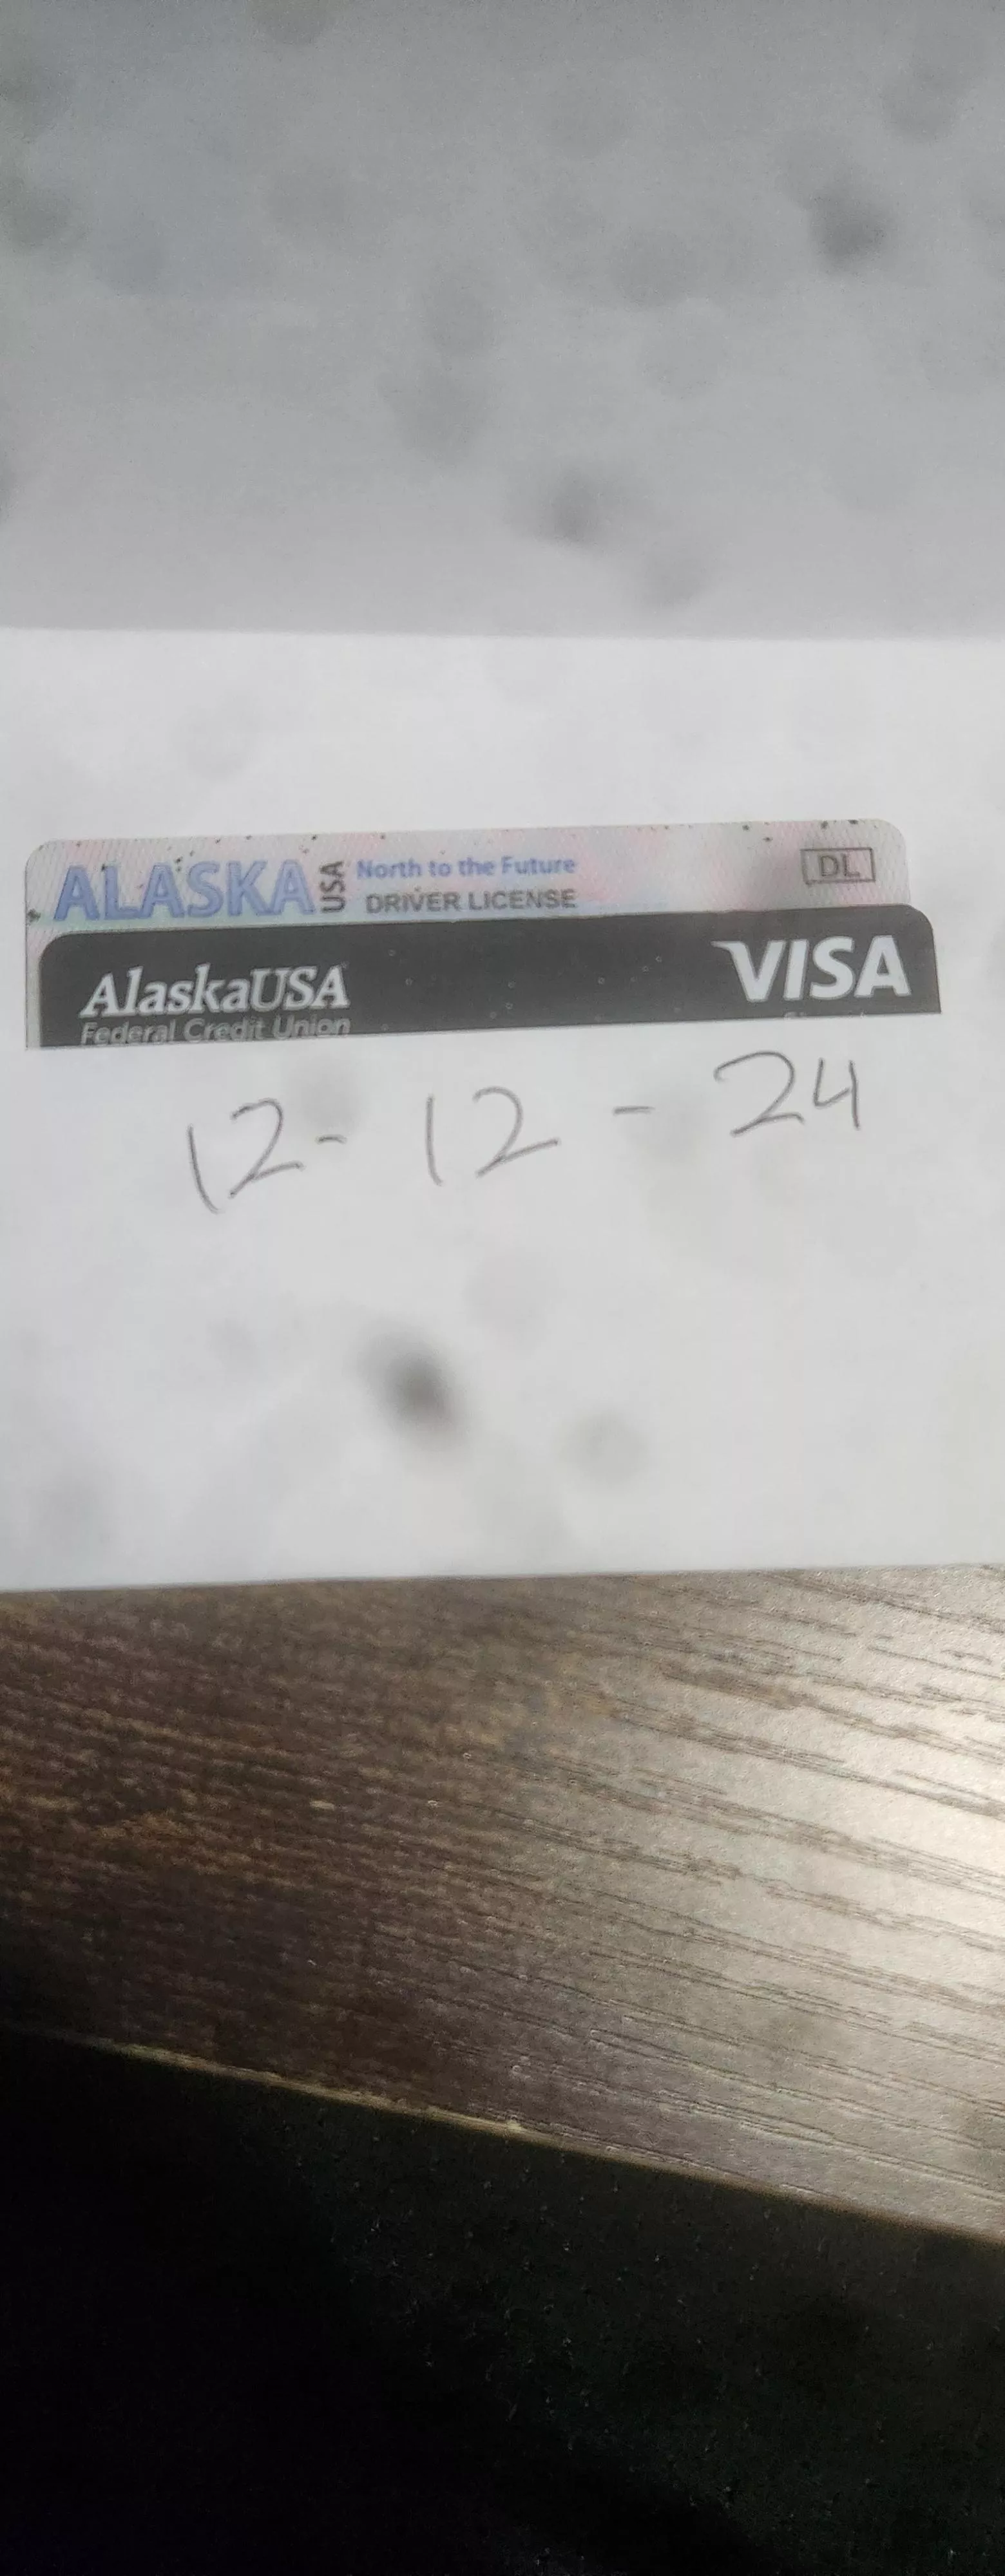 ALASKA USA North to the Future DL
DRIVER LICENSE
AlaskaUSA VISA
Federal Credit Union
12- 12 - 24